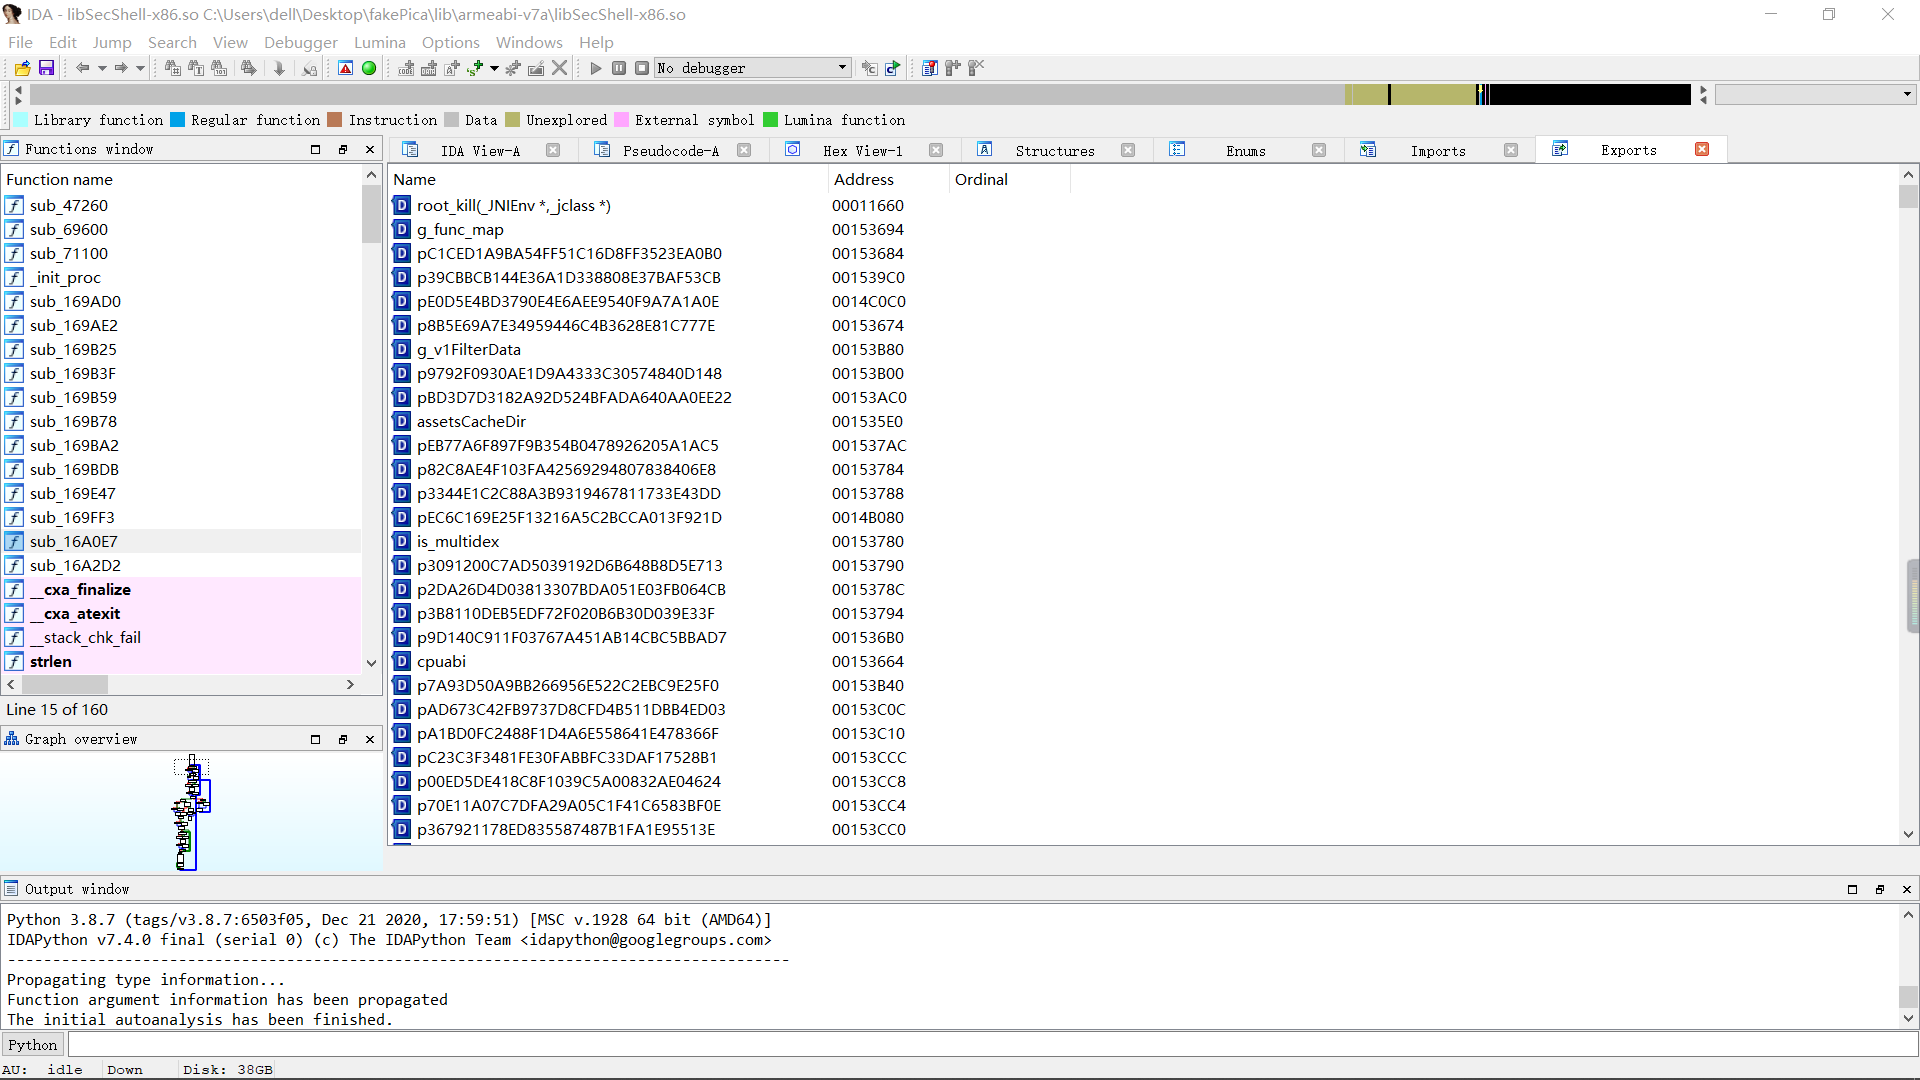 IDA - libSecShell-x86.so C:\Users\dell\Desktop\fakePica\lib\armeabi-v7a\libSecShell-x86.so
File Edit Jump Search View Debugger Lumina Options Windows Help
No debugger
Library function Regular function Instruction Data Unexplored External symbol Lumina function
Functions window
Function name
sub_47260
sub_69600
sub_71100
_init_proc
sub_169AD0
sub_169AE2
sub_169B25
sub_169B3F
sub_169B59
sub_169B78
sub_169BA2
sub_169BDB
sub_169E47
sub_169FF3
sub_16A0E7
sub_16A2D2
__cxa_finalize
__cxa_atexit
__stack_chk_fail
strlen
Line 15 of 160
Graph overview
IDA View-A Pseudocode-A Hex View-1 Structures Enums Imports Exports
Name Address Ordinal
root_kill(_JNIEnv *,_jclass *) 00011660
g_func_map 00153694
pC1CED1A9BA54FF51C16D8FF3523EA0B0 00153684
p39CBBCB144E36A1D338808E37BAF53CB 001539C0
pE0D5E4BD3790E4E6AEE9540F9A7A1A0E 0014C0C0
p8B5E69A7E34959446C4B3628E81C777E 00153674
g_v1FilterData 00153B80
p9792F0930AE1D9A4333C30574840D148 00153B00
pBD3D7D3182A92D524BFADA640AA0EE22 00153AC0
assetsCacheDir 001535E0
pEB77A6F897F9B354B0478926205A1AC5 001537AC
p82C8AE4F103FA42569294807838406E8 00153784
p3344E1C2C88A3B9319467811733E43DD 00153788
pEC6C169E25F13216A5C2BCCA013F921D 0014B080
is_multidex 00153780
p3091200C7AD5039192D6B648B8D5E713 00153790
p2DA26D4D03813307BDA051E03FB064CB 0015378C
p3B8110DEB5EDF72F020B6B30D039E33F 00153794
p9D140C911F03767A451AB14CBC5BBAD7 001536B0
cpuabi 00153664
p7A93D50A9BB266956E522C2EBC9E25F0 00153B40
pAD673C42FB9737D8CFD4B511DBB4ED03 00153C0C
pA1BD0FC2488F1D4A6E558641E478366F 00153C10
pC23C3F3481FE30FABBFC33DAF17528B1 00153CCC
p00ED5DE418C8F1039C5A00832AE04624 00153CC8
p70E11A07C7DFA29A05C1F41C6583BF0E 00153CC4
p367921178ED835587487B1FA1E95513E 00153CC0
Output window
Python 3.8.7 (tags/v3.8.7:6503f05, Dec 21 2020, 17:59:51) [MSC v.1928 64 bit (AMD64)]
IDAPython v7.4.0 final (serial 0) (c) The IDAPython Team <idapython@googlegroups.com>
-------------------------------------------------------------------------------------
Propagating type information...
Function argument information has been propagated
The initial autoanalysis has been finished.
Python
AU: idle Down Disk: 38GB